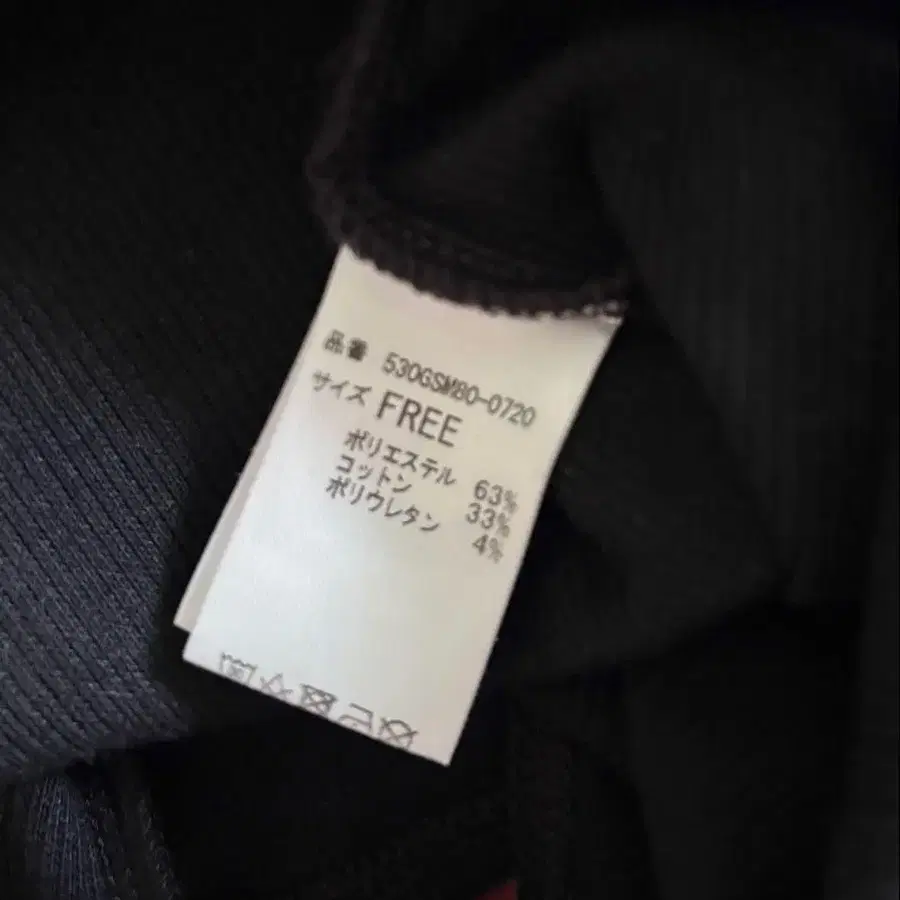 品番 530GSM80-0720
サイズ FREE
ポリエステル 63%
コットン 33%
ポリウレタン 4%